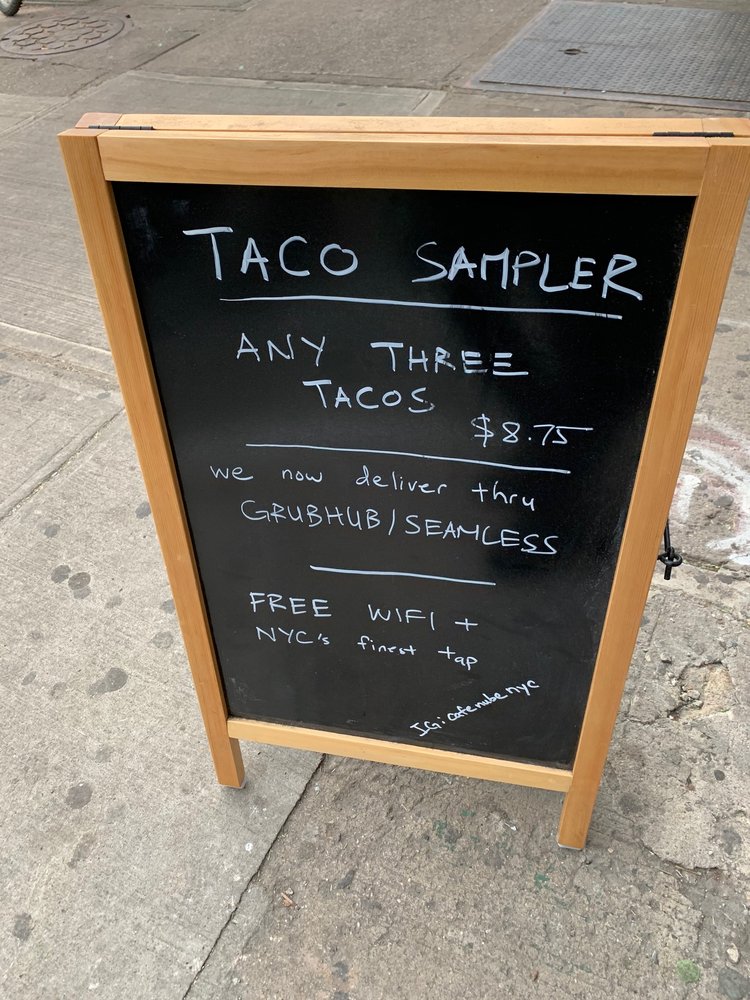 TACO SAMPLER
ANY THREE
TACOS
$8.75
we now deliver thru
GRUBHUB/SEAMLESS
FREE WIFI +
NYC's finest tap
IG: cafenubenyc